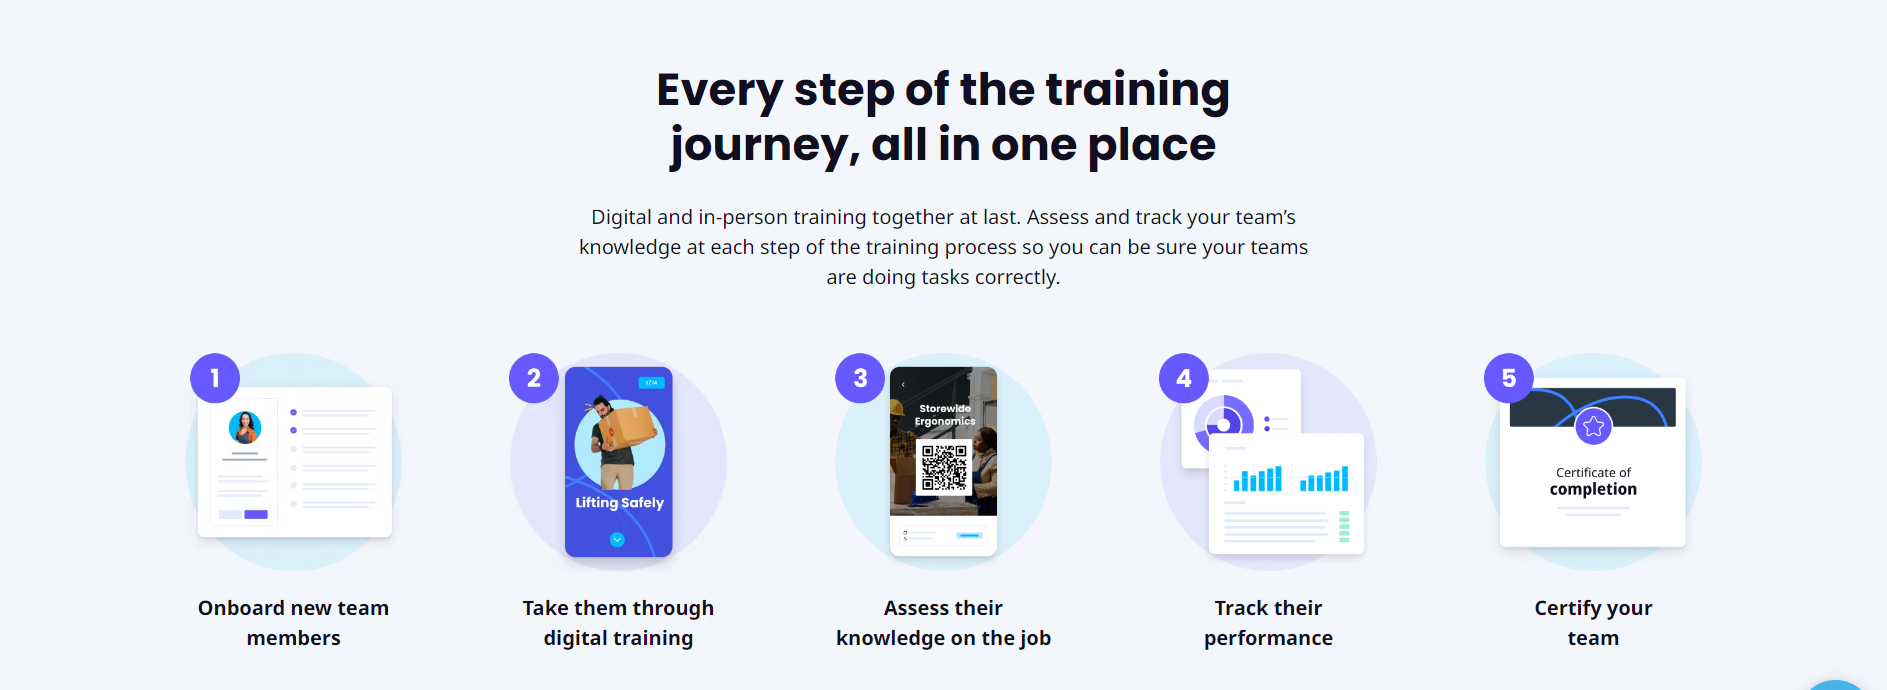 Every step of the training
journey, all in one place
Digital and in-person training together at last. Assess and track your team’s
knowledge at each step of the training process so you can be sure your teams
are doing tasks correctly.
1
2
1/14
Lifting Safely
3
Storewide
Ergonomics
4
5
Certificate of
completion
Onboard new team
members
Take them through
digital training
Assess their
knowledge on the job
Track their
performance
Certify your
team